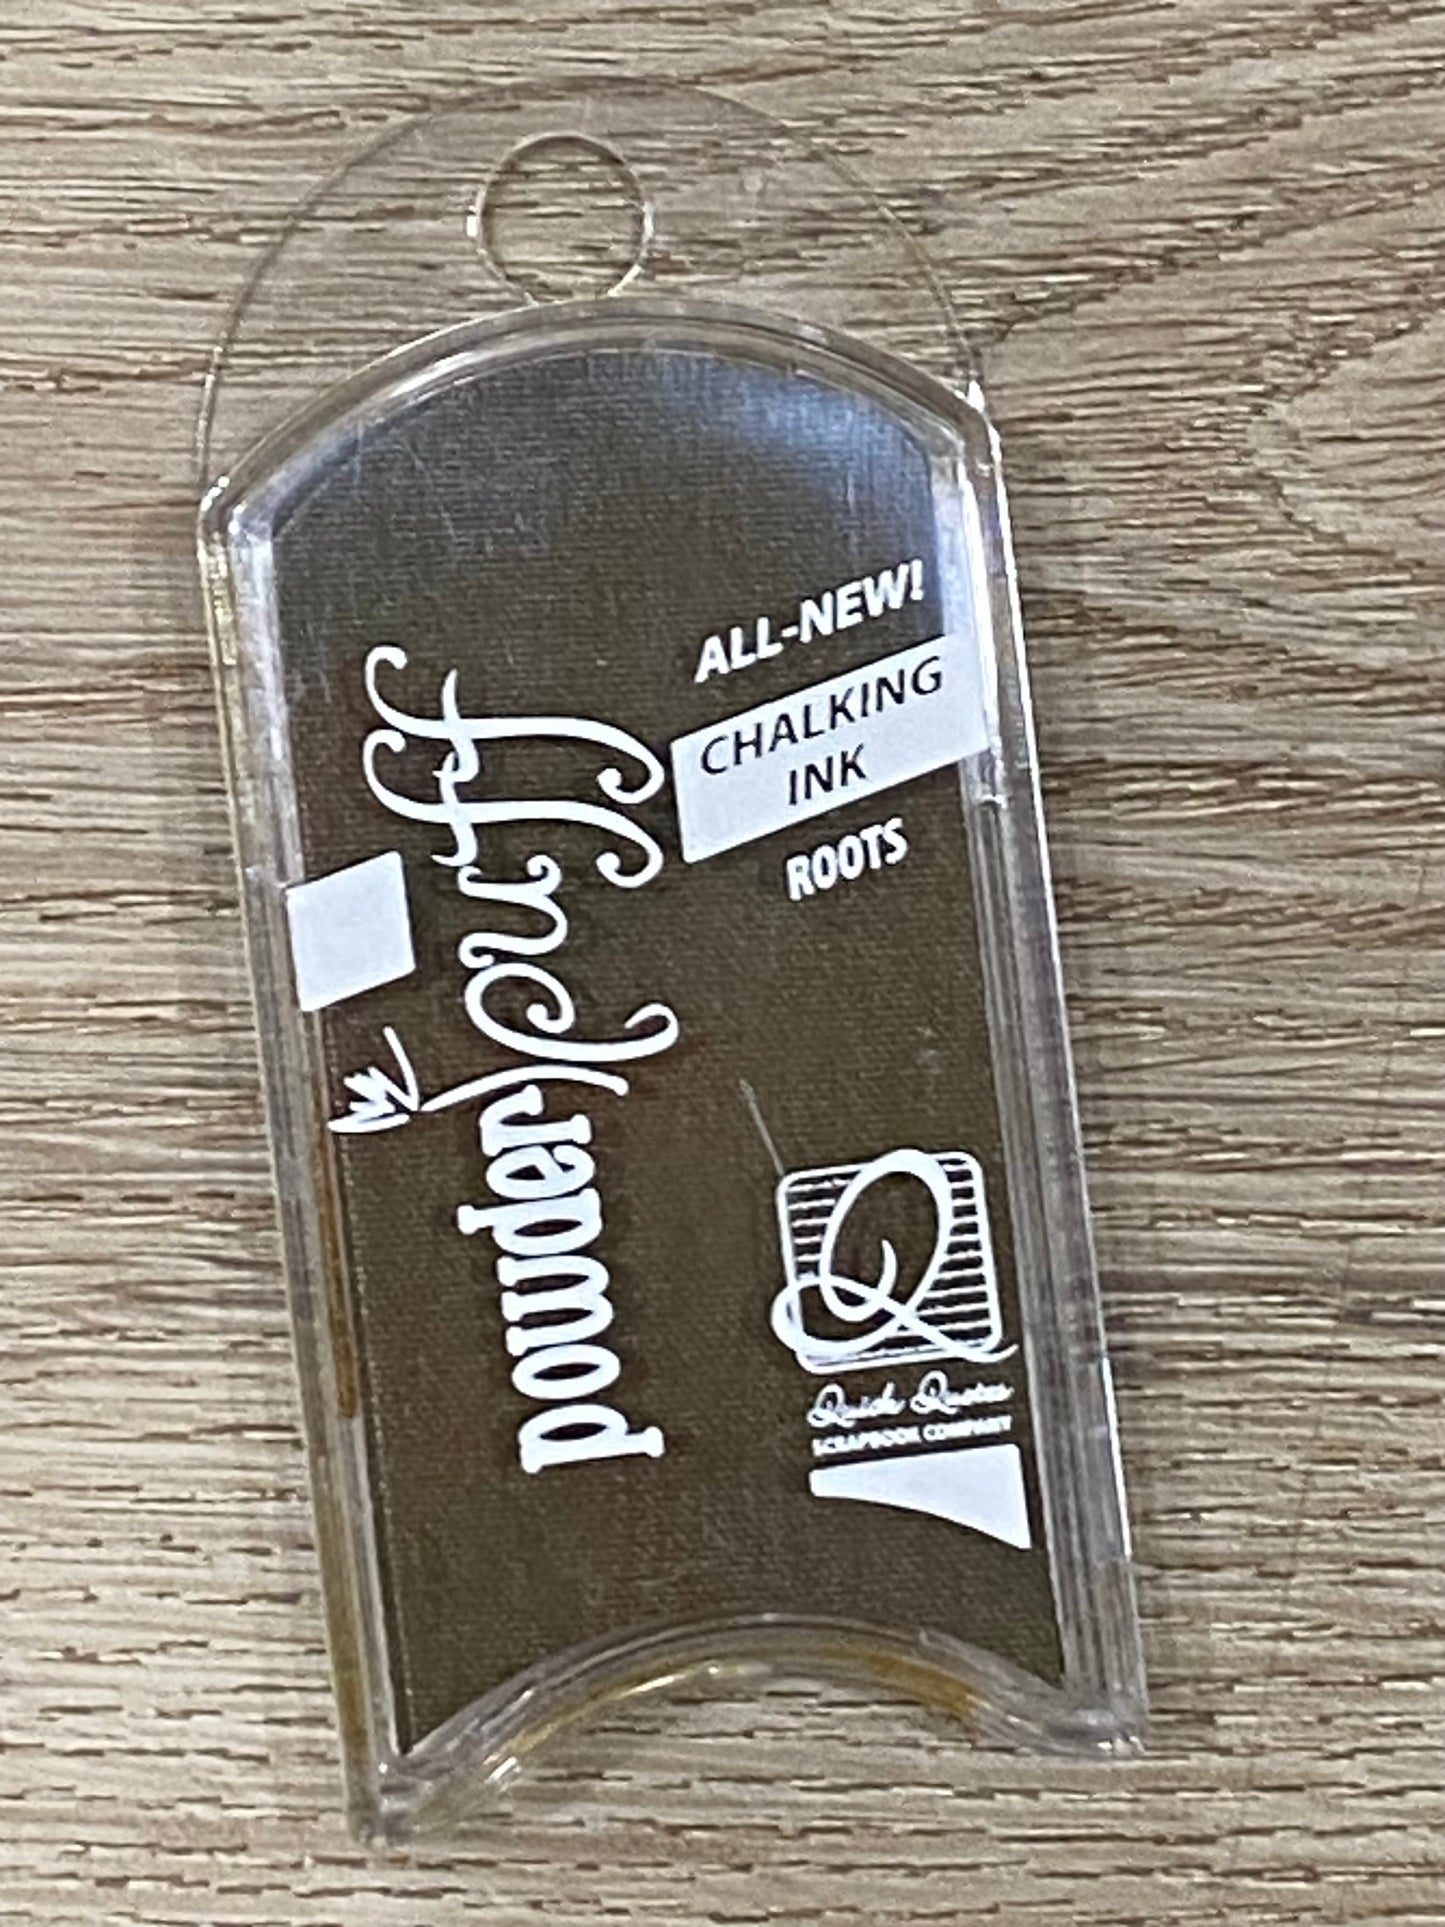 ALL-NEW!
CHALKING
INK
ROOTS
powder puff
Q
Quick Quotes
SCRAPBOOK COMPANY